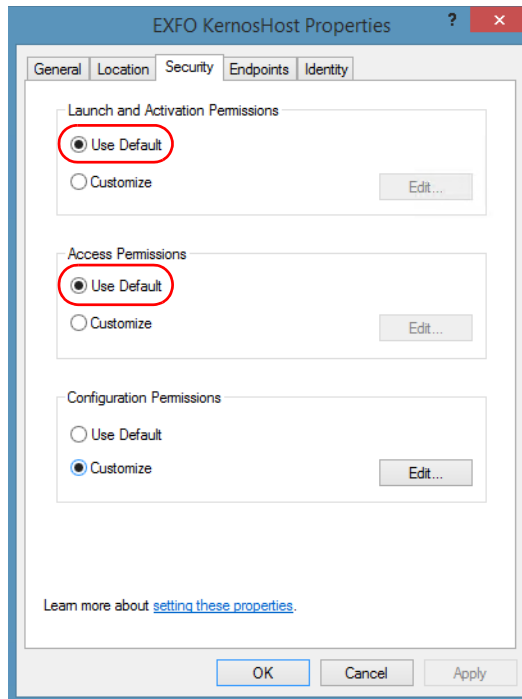 EXFO KernosHost Properties
?
General Location Security Endpoints Identity
Launch and Activation Permissions
Use Default
Customize
Edit...
Access Permissions
Use Default
Customize
Edit...
Configuration Permissions
Use Default
Customize
Edit...
Learn more about setting these properties.
OK Cancel Apply